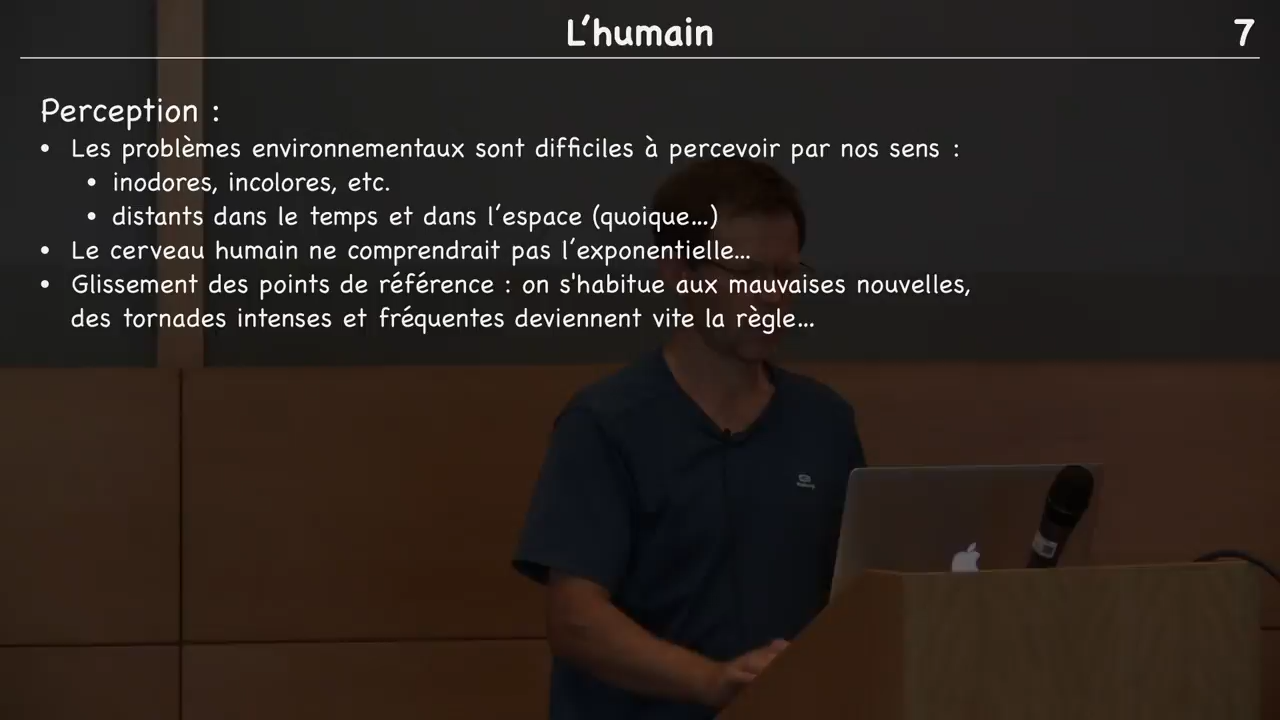 L'humain
7
Perception :
• Les problèmes environnementaux sont difficiles à percevoir par nos sens :
• inodores, incolores, etc.
• distants dans le temps et dans l'espace (quoique...)
• Le cerveau humain ne comprendrait pas l'exponentielle...
• Glissement des points de référence : on s'habitue aux mauvaises nouvelles,
des tornades intenses et fréquentes deviennent vite la règle...